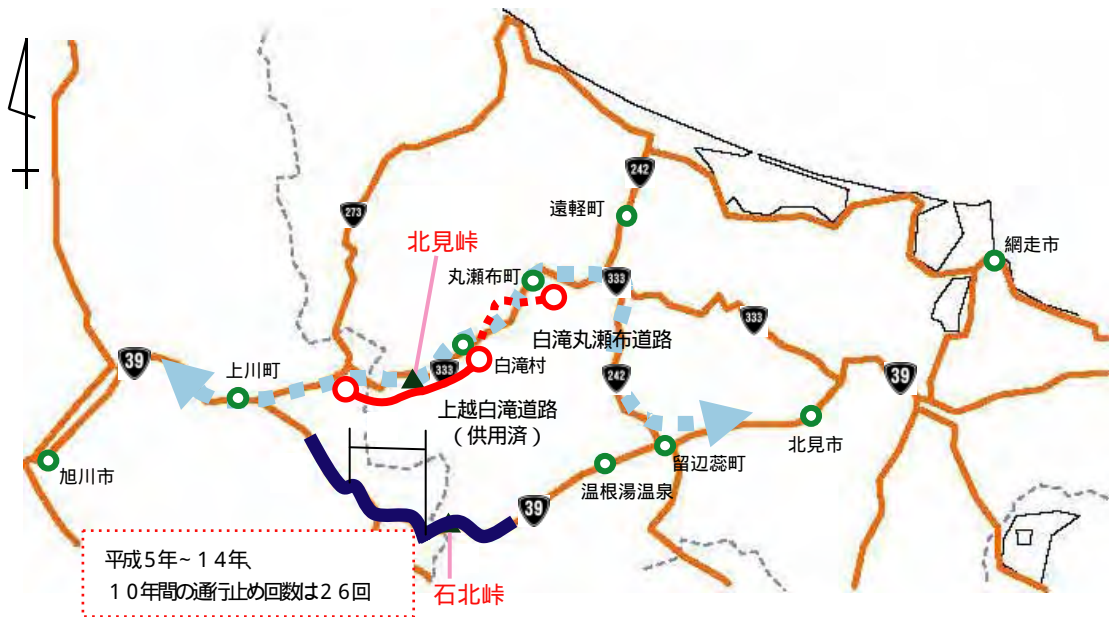 242
273
遠軽町
北見峠
網走市
丸瀬布町
333
333
白滝丸瀬布道路
39
上川町
333
白滝村
242
39
上越白滝道路
(供用済)
北見市
旭川市
留辺蘂町
温根湯温泉
39
平成5年~14年、
10年間の通行止め回数は26回
石北峠